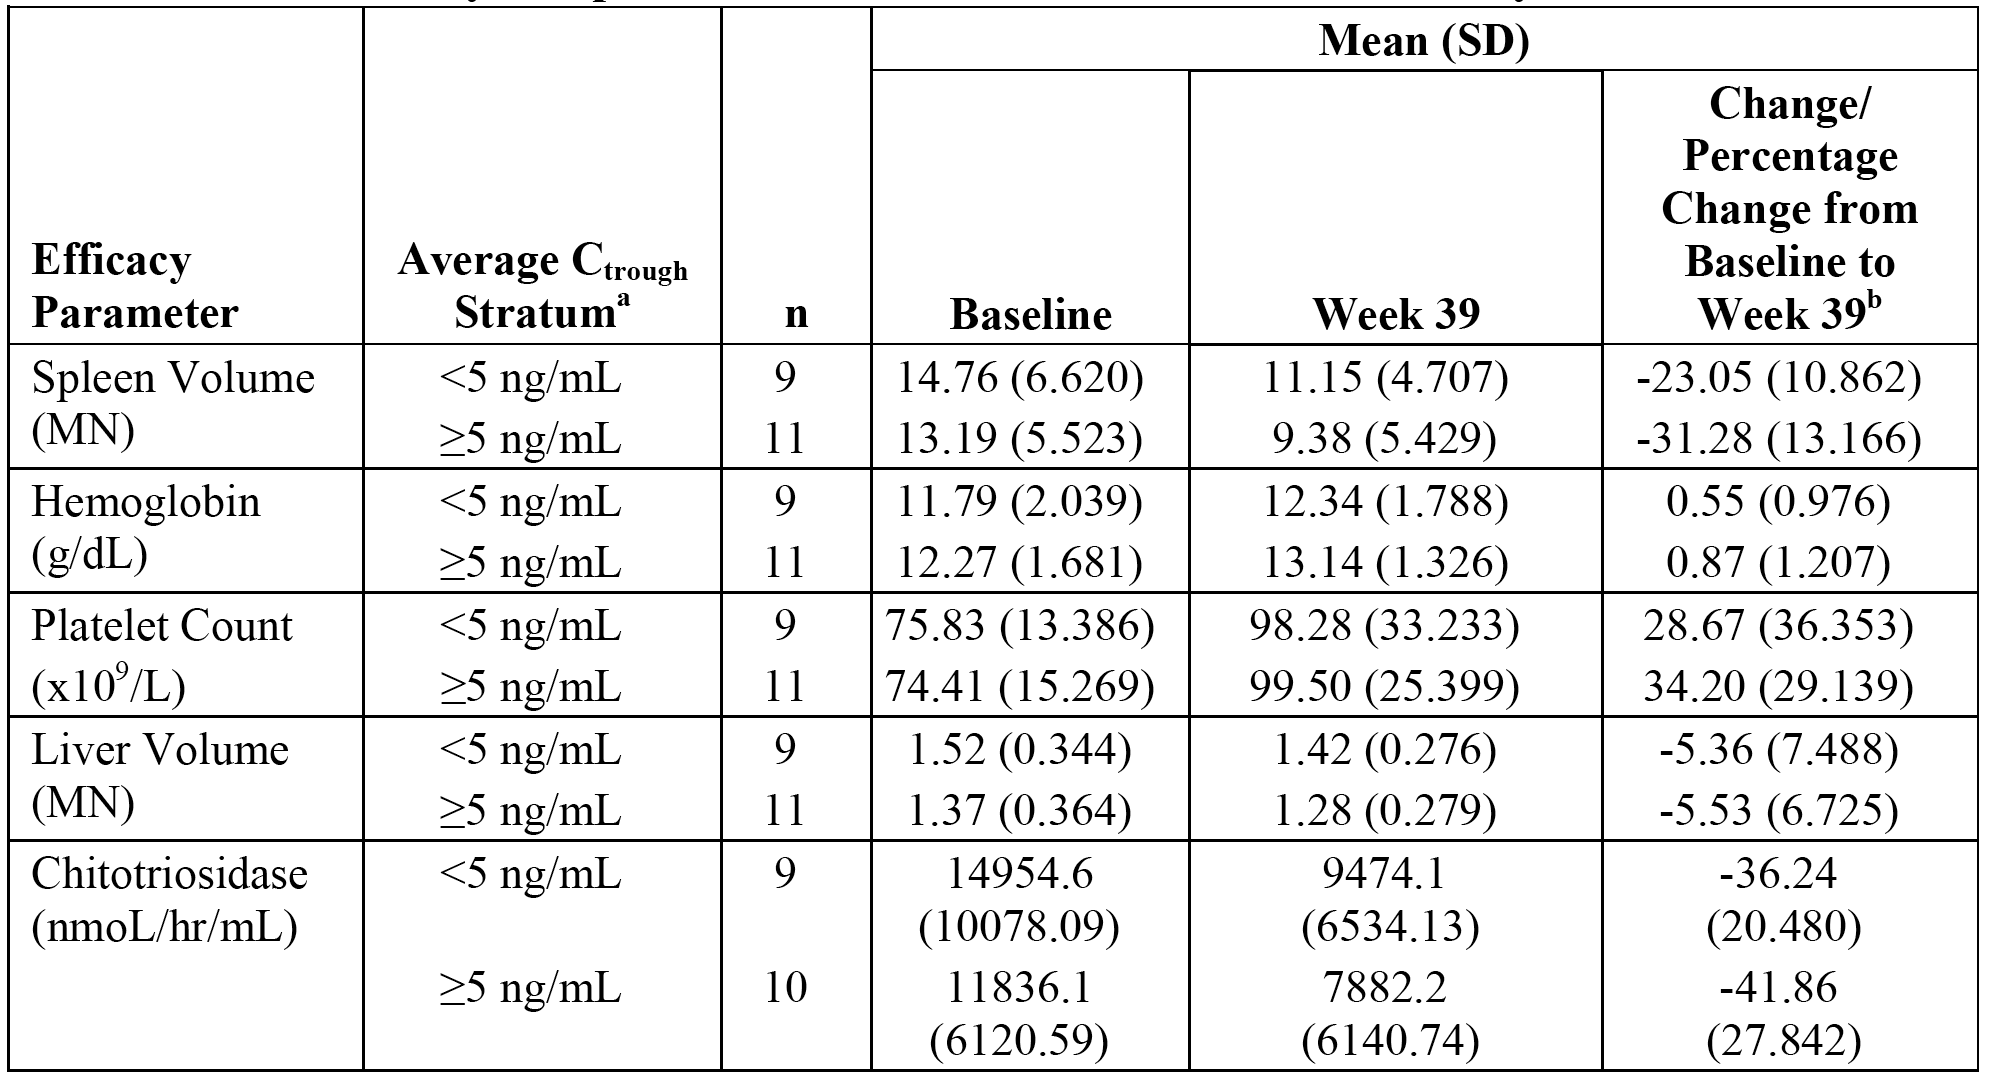 Mean (SD)
Efficacy Parameter
Average Ctrough Stratumᵃ
n
Baseline
Week 39
Change/
Percentage
Change from
Baseline to
Week 39ᵇ
Spleen Volume <5 ng/mL 9 14.76 (6.620) 11.15 (4.707) -23.05 (10.862)
(MN) ≥5 ng/mL 11 13.19 (5.523) 9.38 (5.429) -31.28 (13.166)
Hemoglobin <5 ng/mL 9 11.79 (2.039) 12.34 (1.788) 0.55 (0.976)
(g/dL) ≥5 ng/mL 11 12.27 (1.681) 13.14 (1.326) 0.87 (1.207)
Platelet Count <5 ng/mL 9 75.83 (13.386) 98.28 (33.233) 28.67 (36.353)
(x10⁹/L) ≥5 ng/mL 11 74.41 (15.269) 99.50 (25.399) 34.20 (29.139)
Liver Volume <5 ng/mL 9 1.52 (0.344) 1.42 (0.276) -5.36 (7.488)
(MN) ≥5 ng/mL 11 1.37 (0.364) 1.28 (0.279) -5.53 (6.725)
Chitotriosidase <5 ng/mL 9 14954.6 9474.1 -36.24
(nmoL/hr/mL) (10078.09) (6534.13) (20.480)
≥5 ng/mL 10 11836.1 7882.2 -41.86
(6120.59) (6140.74) (27.842)